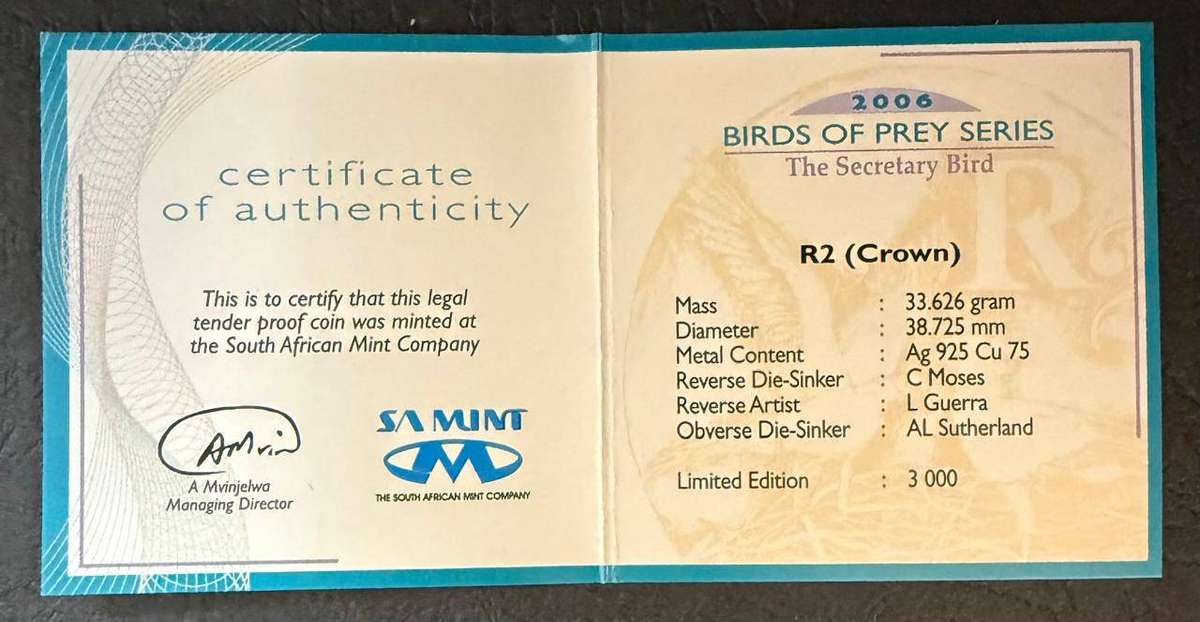 certificate
of authenticity
This is to certify that this legal
tender proof coin was minted at
the South African Mint Company
A Mvinjelwa
Managing Director
SA MINT
THE SOUTH AFRICAN MINT COMPANY
2006
BIRDS OF PREY SERIES
The Secretary Bird
R
R2 (Crown)
Mass : 33.626 gram
Diameter : 38.725 mm
Metal Content : Ag 925 Cu 75
Reverse Die-Sinker : C Moses
Reverse Artist : L Guerra
Obverse Die-Sinker : AL Sutherland
Limited Edition : 3 000